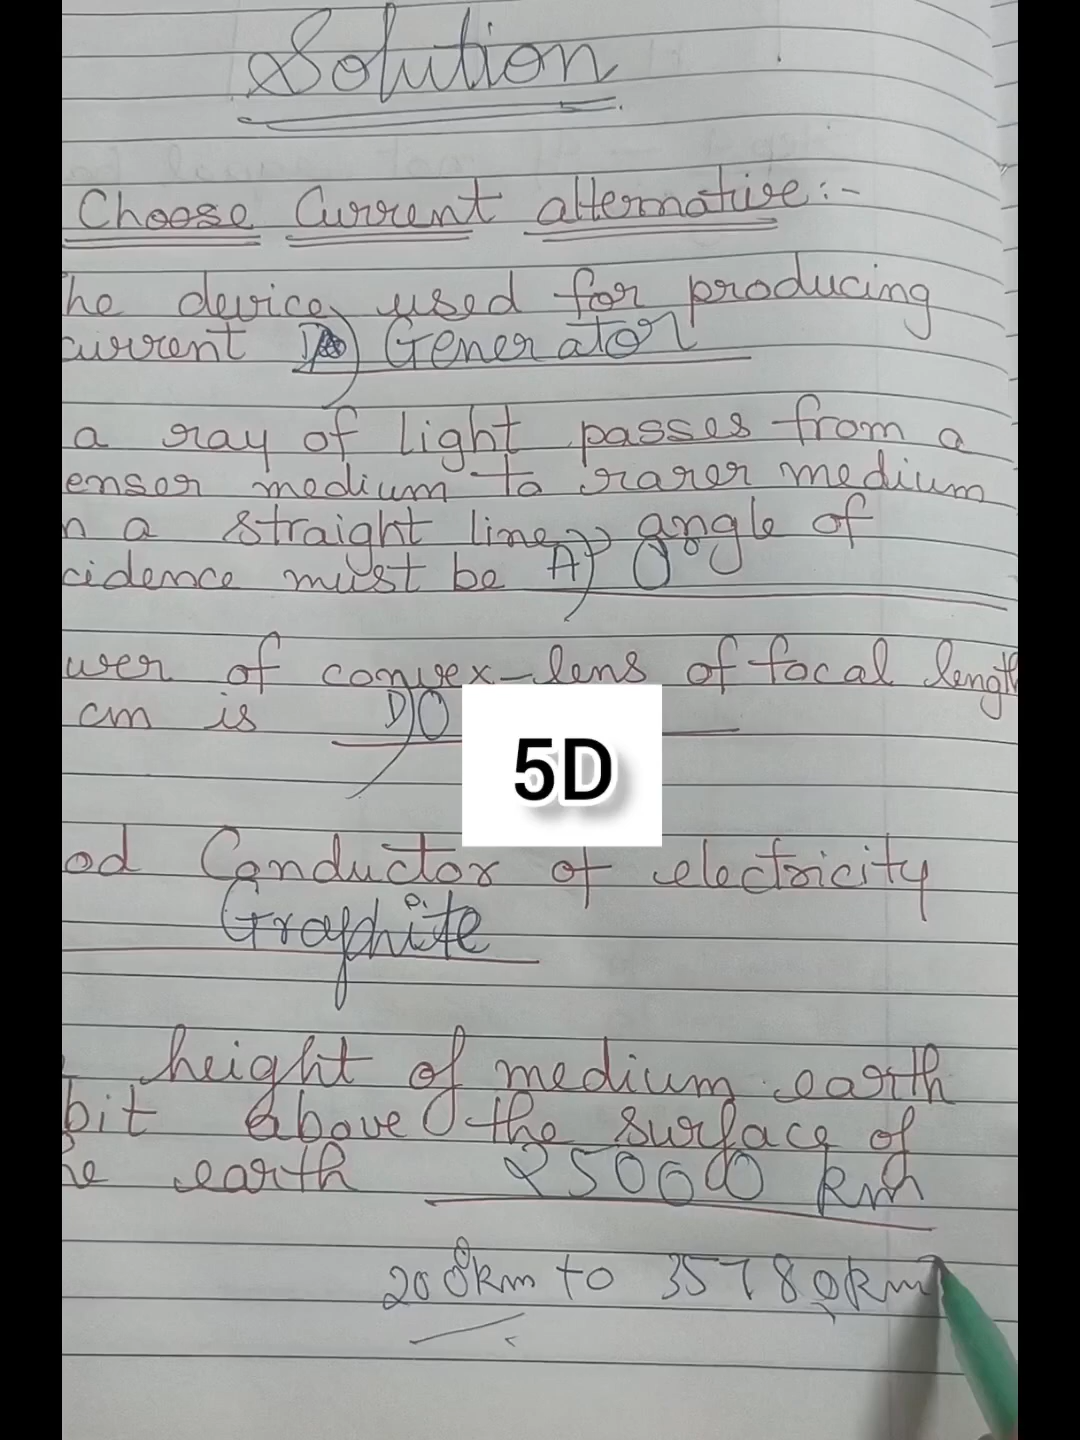 Solution
Choose Current alternative:-
he device used for producing
current D) Generator
a ray of light passes from a
enser medium to rarer medium
n a straight line, angle of
cidence must be A) 0°
wer of convex-lens of focal length
cm is D) 0
5D
od Conductor of electricity
Graphite
height of medium earth
bit above the surface of
he earth 25000 km
2000km to 35780km